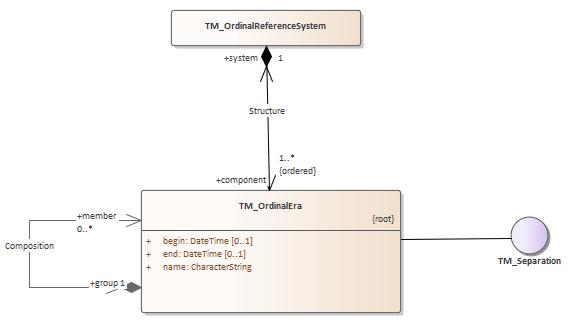 TM_OrdinalReferenceSystem
+system 1
Structure
1..*
{ordered}
+component
TM_OrdinalEra
{root}
+ begin: DateTime [0..1]
+ end: DateTime [0..1]
+ name: CharacterString
+member
0..*
Composition
+group 1
TM_Separation